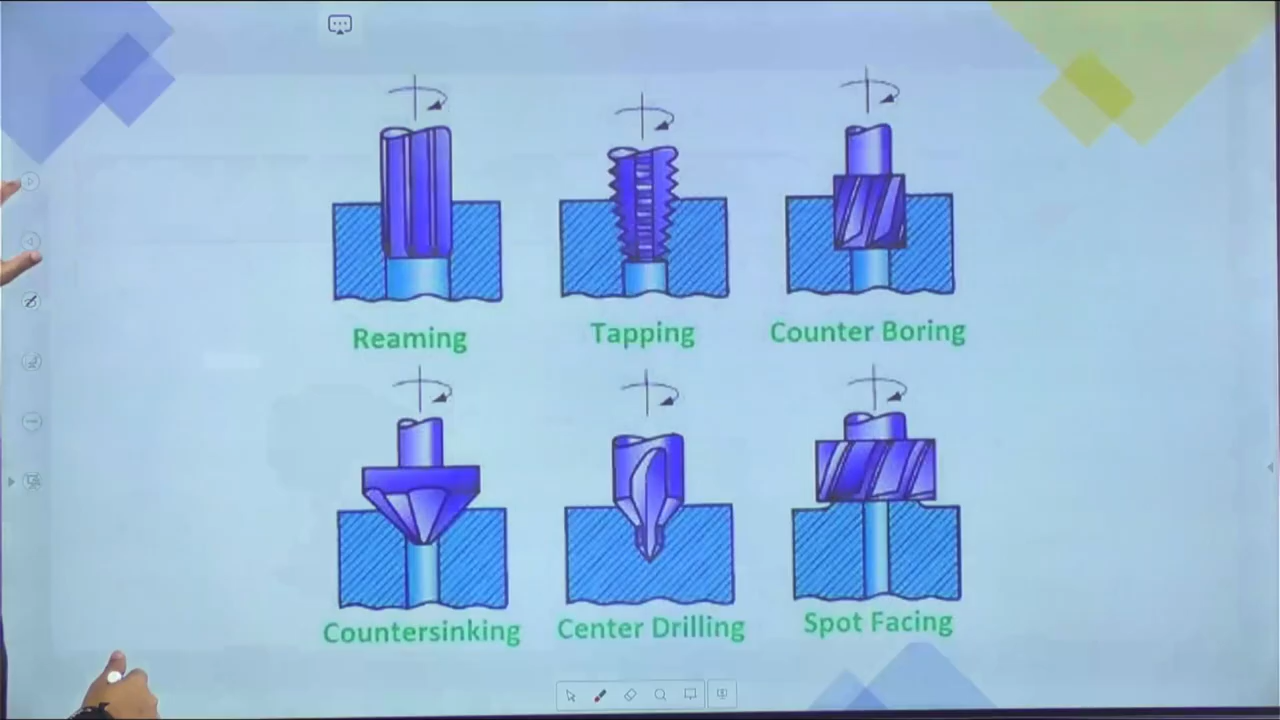 Reaming
Tapping
Counter Boring
Countersinking
Center Drilling
Spot Facing